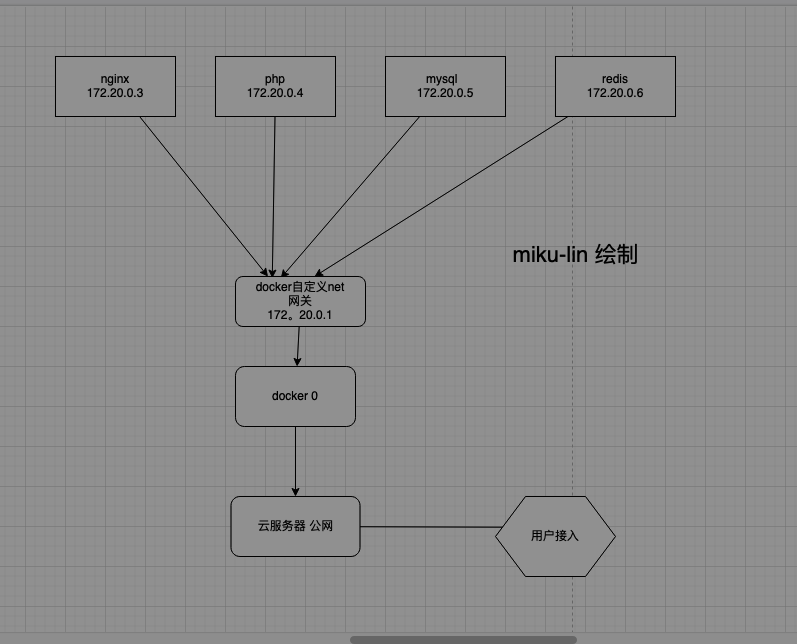 nginx
172.20.0.3
php
172.20.0.4
mysql
172.20.0.5
redis
172.20.0.6
miku-lin 绘制
docker自定义net
网关
172。20.0.1
docker 0
云服务器 公网
用户接入